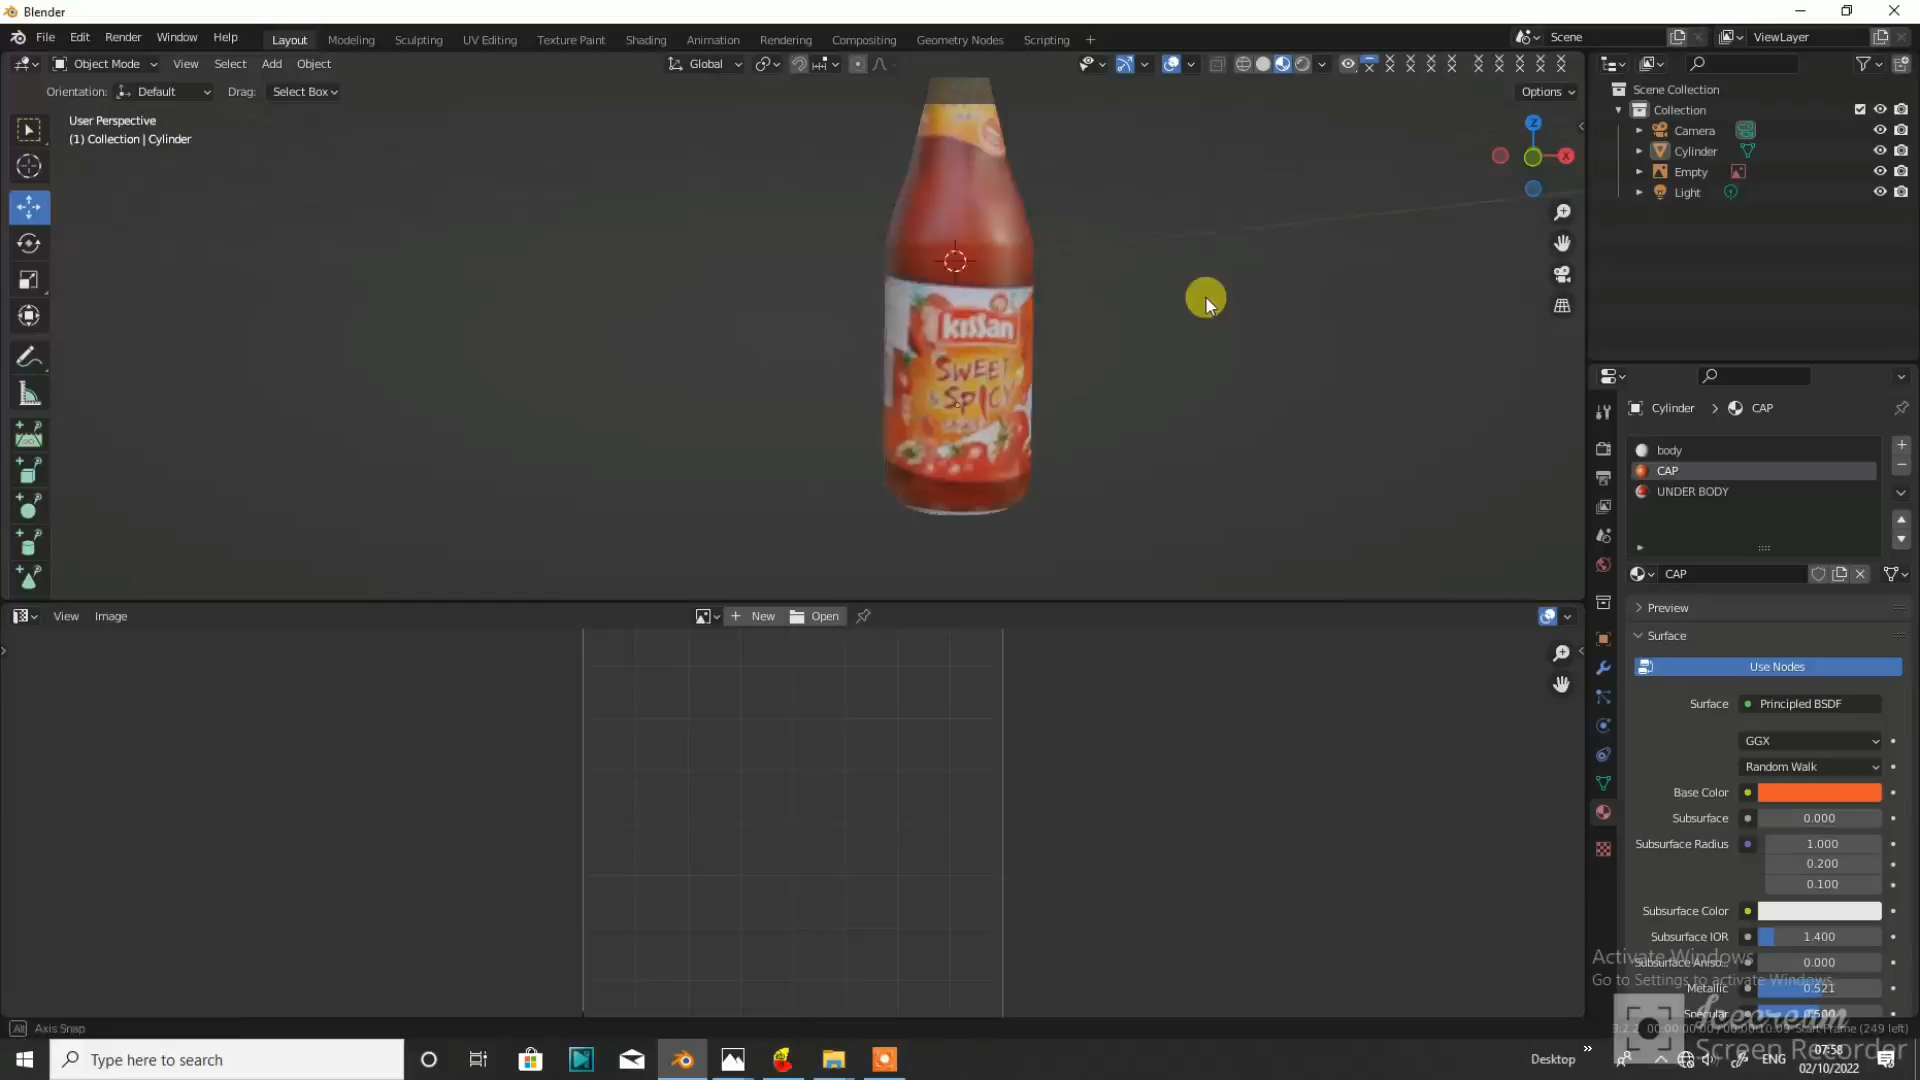 Blender
File Edit Render Window Help
Layout Modeling Sculpting UV Editing Texture Paint Shading Animation Rendering Compositing Geometry Nodes Scripting +
Scene
ViewLayer
Object Mode View Select Add Object
Global
Orientation: Default Drag: Select Box
Options
User Perspective
(1) Collection | Cylinder
Z
X
kissan
SWEET
& SPICY
Scene Collection
Collection
Camera
Cylinder
Empty
Light
Cylinder > CAP
body
CAP
UNDER BODY
CAP
Preview
Surface
Use Nodes
Surface Principled BSDF
GGX
Random Walk
Base Color
Subsurface 0.000
Subsurface Radius 1.000
0.200
0.100
Subsurface Color
Subsurface IOR 1.400
Subsurface Aniso... 0.000
Metallic 0.521
Specular 0.500
View Image
New Open
Activate Windows
Go to Settings to activate Windows.
Alt Axis Snap
Icecream
Screen Recorder
Type here to search
Desktop
ENG
07:58
02/10/2022